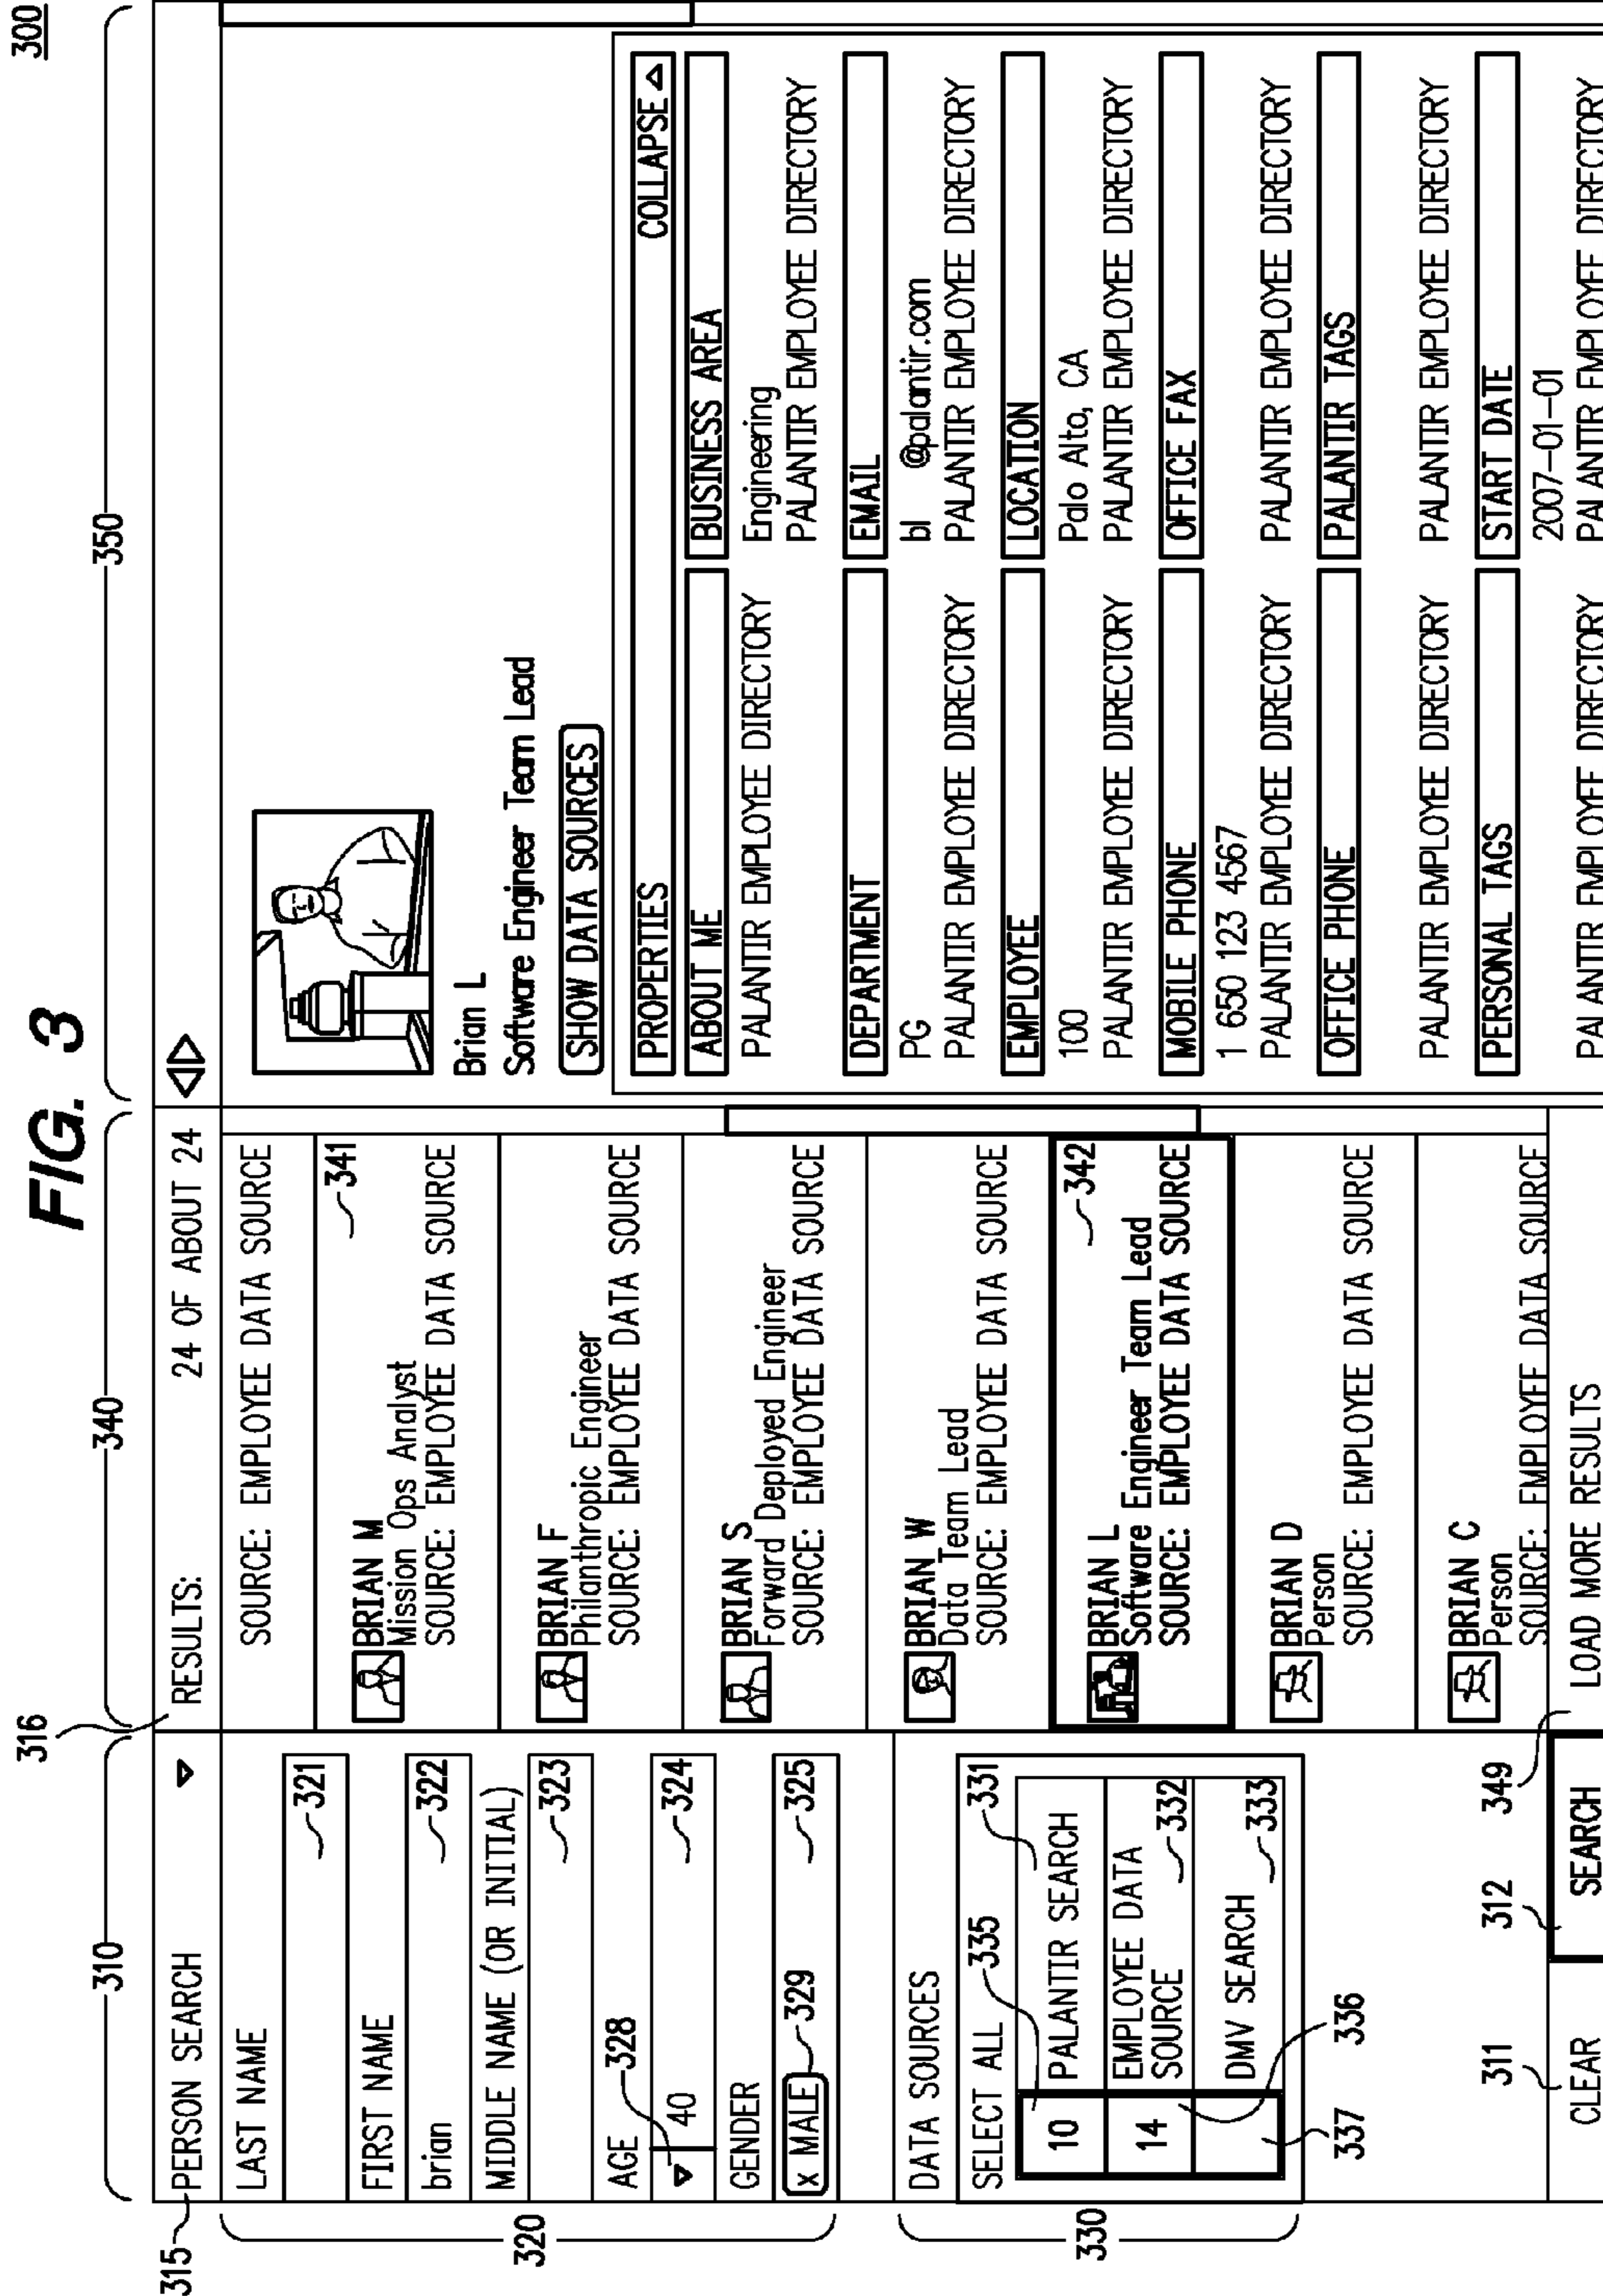 FIG. 3
300
310
316
340
350
315
PERSON SEARCH
LAST NAME
321
FIRST NAME
brian
322
MIDDLE NAME (OR INITIAL)
323
AGE
328
40
324
GENDER
x MALE
329
325
320
DATA SOURCES
SELECT ALL
335
331
10
PALANTIR SEARCH
14
EMPLOYEE DATA
SOURCE
332
DMV SEARCH
333
336
337
330
311
312
349
CLEAR
SEARCH
RESULTS:
24 OF ABOUT 24
SOURCE: EMPLOYEE DATA SOURCE
341
BRIAN M
Mission Ops Analyst
SOURCE: EMPLOYEE DATA SOURCE
BRIAN F
Philanthropic Engineer
SOURCE: EMPLOYEE DATA SOURCE
BRIAN S
Forward Deployed Engineer
SOURCE: EMPLOYEE DATA SOURCE
BRIAN W
Data Team Lead
SOURCE: EMPLOYEE DATA SOURCE
342
BRIAN L
Software Engineer Team Lead
SOURCE: EMPLOYEE DATA SOURCE
BRIAN D
Person
SOURCE: EMPLOYEE DATA SOURCE
BRIAN C
Person
SOURCE: EMPLOYEE DATA SOURCE
LOAD MORE RESULTS
Brian L
Software Engineer Team Lead
SHOW DATA SOURCES
PROPERTIES
COLLAPSE
ABOUT ME
BUSINESS AREA
Engineering
PALANTIR EMPLOYEE DIRECTORY
PALANTIR EMPLOYEE DIRECTORY
DEPARTMENT
EMAIL
PG
bl @palantir.com
PALANTIR EMPLOYEE DIRECTORY
PALANTIR EMPLOYEE DIRECTORY
EMPLOYEE
LOCATION
100
Palo Alto, CA
PALANTIR EMPLOYEE DIRECTORY
PALANTIR EMPLOYEE DIRECTORY
MOBILE PHONE
OFFICE FAX
1 650 123 4567
PALANTIR EMPLOYEE DIRECTORY
PALANTIR EMPLOYEE DIRECTORY
OFFICE PHONE
PALANTIR TAGS
PALANTIR EMPLOYEE DIRECTORY
PALANTIR EMPLOYEE DIRECTORY
PERSONAL TAGS
START DATE
2007-01-01
PALANTIR EMPLOYEE DIRECTORY
PALANTIR EMPLOYEE DIRECTORY